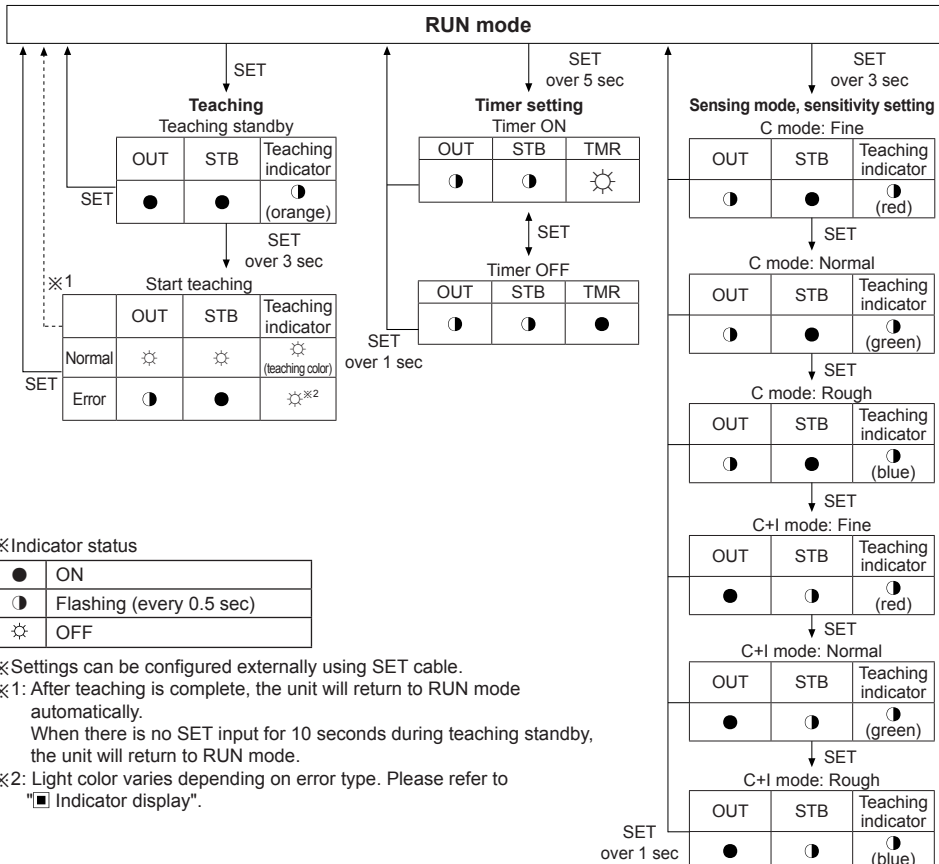 RUN mode
SET
Teaching
Teaching standby
OUT STB Teaching indicator
(orange)
SET
SET
over 3 sec
※1
Start teaching
OUT STB Teaching indicator
Normal (teaching color)
Error ※2
SET
SET
over 5 sec
Timer setting
Timer ON
OUT STB TMR
SET
Timer OFF
OUT STB TMR
SET
over 1 sec
SET
over 3 sec
Sensing mode, sensitivity setting
C mode: Fine
OUT STB Teaching indicator
(red)
SET
C mode: Normal
OUT STB Teaching indicator
(green)
SET
C mode: Rough
OUT STB Teaching indicator
(blue)
SET
C+I mode: Fine
OUT STB Teaching indicator
(red)
SET
C+I mode: Normal
OUT STB Teaching indicator
(green)
SET
C+I mode: Rough
OUT STB Teaching indicator
(blue)
SET
over 1 sec
※Indicator status
● ON
◑ Flashing (every 0.5 sec)
☼ OFF
※Settings can be configured externally using SET cable.
※1: After teaching is complete, the unit will return to RUN mode
automatically.
When there is no SET input for 10 seconds during teaching standby,
the unit will return to RUN mode.
※2: Light color varies depending on error type. Please refer to
"▣ Indicator display".